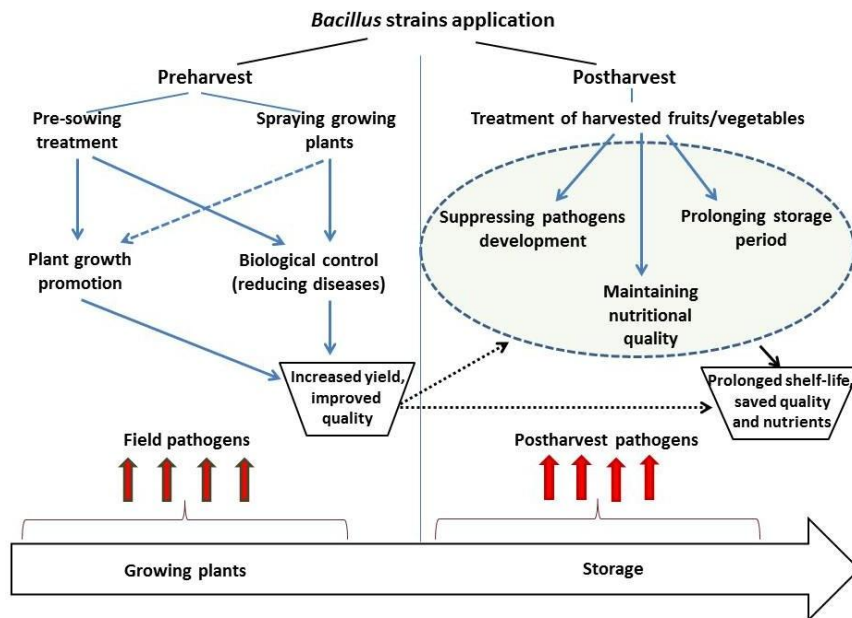 Bacillus strains application
Preharvest
Postharvest
Pre-sowing
treatment
Spraying growing
plants
Treatment of harvested fruits/vegetables
Suppressing pathogens
development
Prolonging storage
period
Plant growth
promotion
Biological control
(reducing diseases)
Maintaining
nutritional
quality
Increased yield,
improved
quality
Prolonged shelf-life,
saved quality
and nutrients
Field pathogens
Postharvest pathogens
Growing plants
Storage